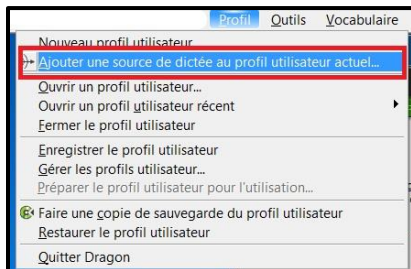 Profil Outils Vocabulaire
Nouveau profil utilisateur
Ajouter une source de dictée au profil utilisateur actuel...
Ouvrir un profil utilisateur...
Ouvrir un profil utilisateur récent
Fermer le profil utilisateur
Enregistrer le profil utilisateur
Gérer les profils utilisateur...
Préparer le profil utilisateur pour l'utilisation...
Faire une copie de sauvegarde du profil utilisateur
Restaurer le profil utilisateur
Quitter Dragon